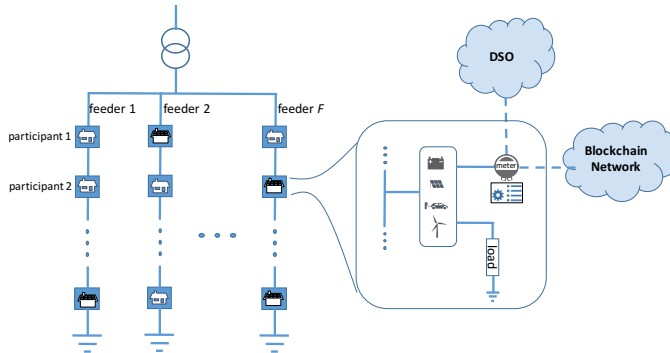 DSO
feeder 1
feeder 2
feeder F
participant 1
Blockchain
Network
meter
participant 2
load